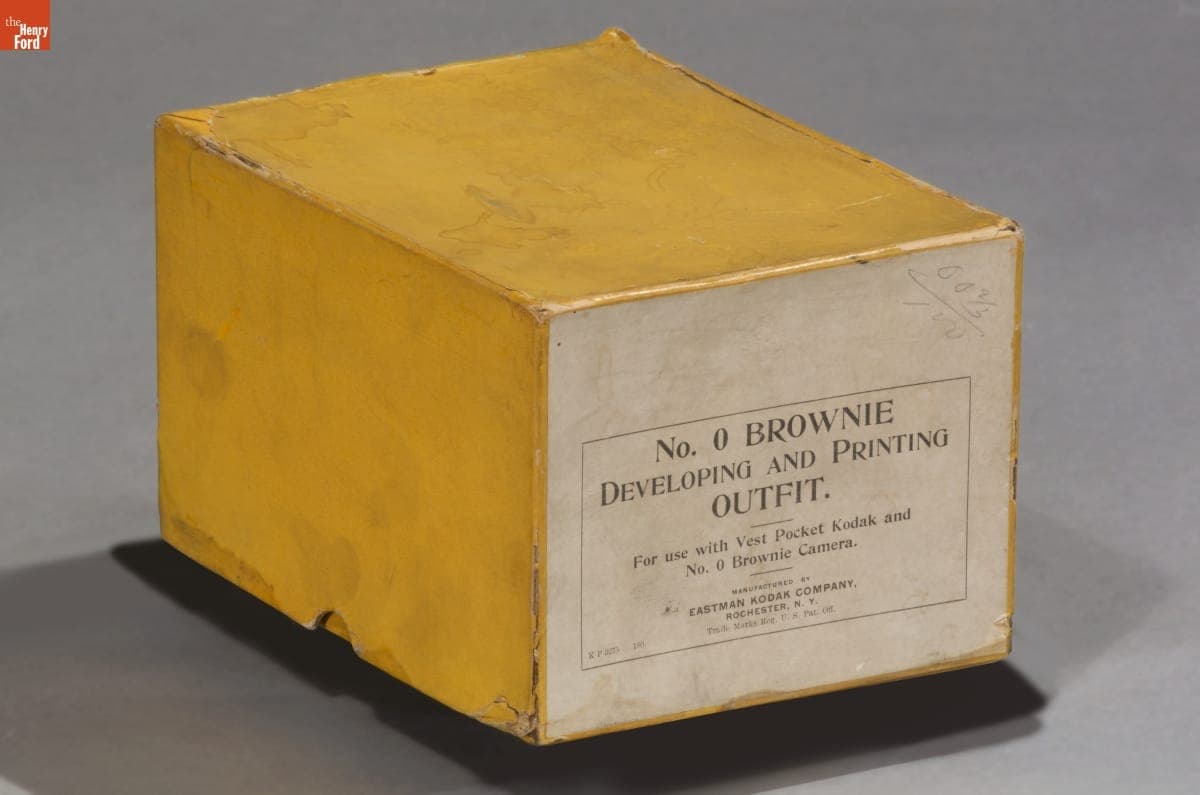 the
Henry
Ford
No. 0 BROWNIE
DEVELOPING AND PRINTING
OUTFIT.
For use with Vest Pocket Kodak and
No. 0 Brownie Camera.
MANUFACTURED BY
EASTMAN KODAK COMPANY,
ROCHESTER, N. Y.
Trade Marks Reg. U. S. Pat. Off.
K P 3275